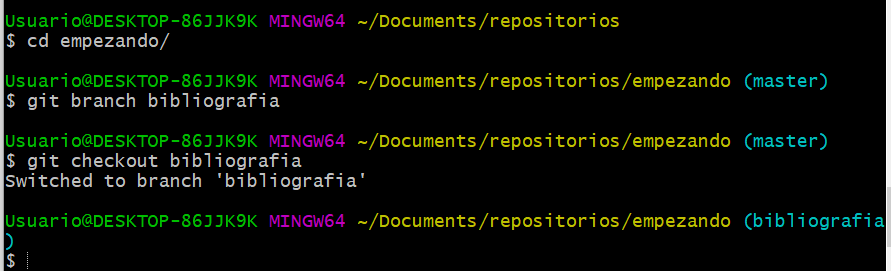 Usuario@DESKTOP-86JJK9K MINGW64 ~/Documents/repositorios
$ cd empezando/
Usuario@DESKTOP-86JJK9K MINGW64 ~/Documents/repositorios/empezando (master)
$ git branch bibliografia
Usuario@DESKTOP-86JJK9K MINGW64 ~/Documents/repositorios/empezando (master)
$ git checkout bibliografia
Switched to branch 'bibliografia'
Usuario@DESKTOP-86JJK9K MINGW64 ~/Documents/repositorios/empezando (bibliografia
)
$